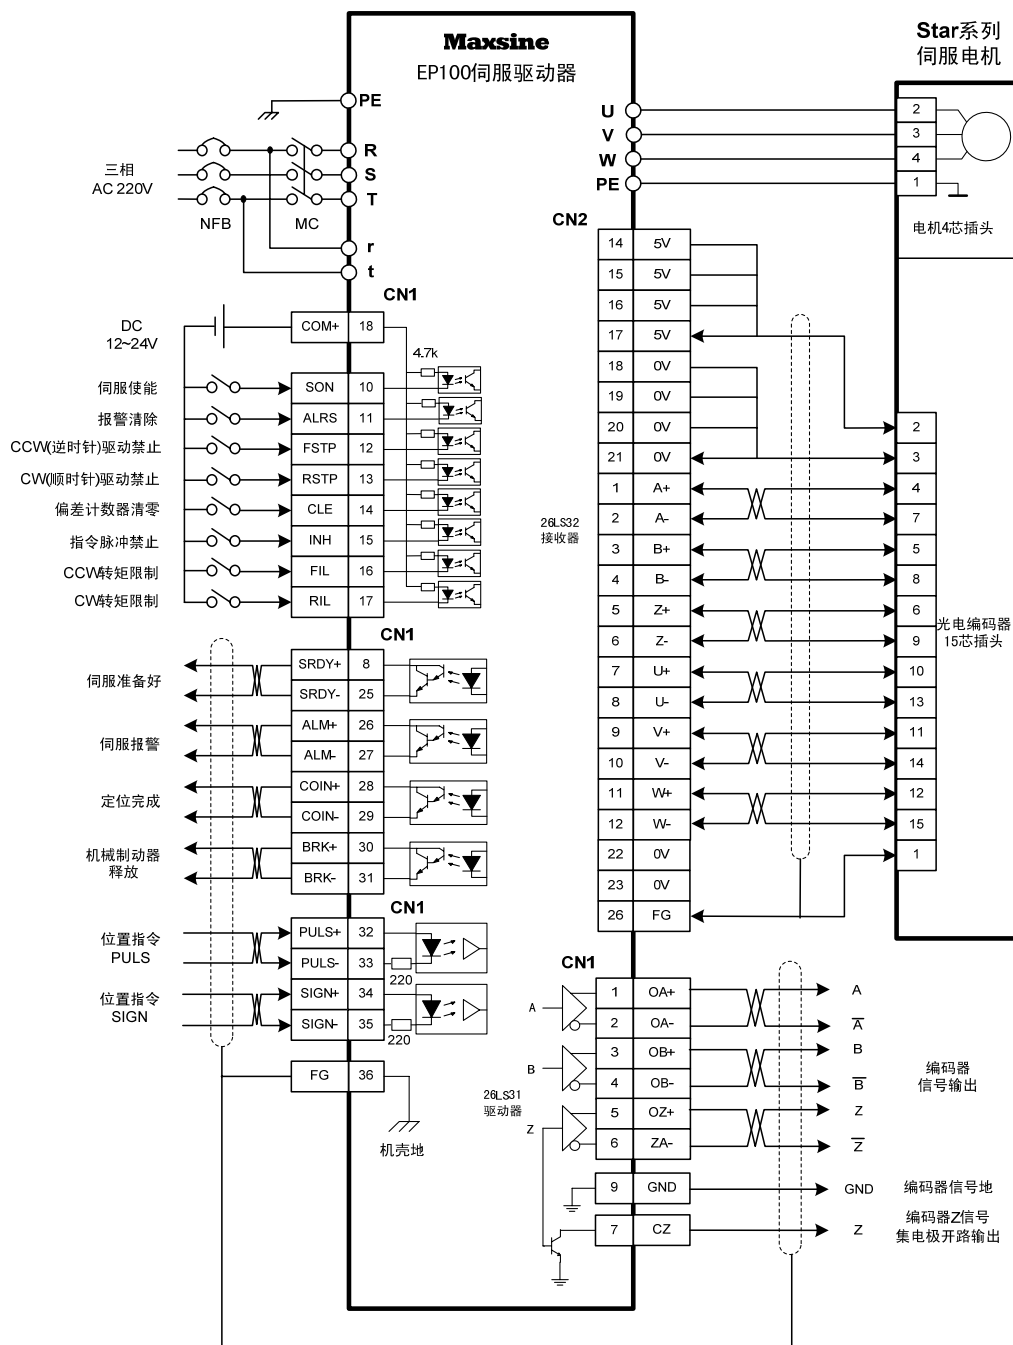 Maxsine
EP100伺服驱动器
Star系列
伺服电机
PE
R
S
T
r
t
三相
AC 220V
NFB
MC
U
V
W
PE
2
3
4
1
电机4芯插头
CN1
DC
12~24V
COM+ 18
4.7k
伺服使能 SON 10
报警清除 ALRS 11
CCW(逆时针)驱动禁止 FSTP 12
CW(顺时针)驱动禁止 RSTP 13
偏差计数器清零 CLE 14
指令脉冲禁止 INH 15
CCW转矩限制 FIL 16
CW转矩限制 RIL 17
CN1
伺服准备好
SRDY+ 8
SRDY- 25
伺服报警
ALM+ 26
ALM- 27
定位完成
COIN+ 28
COIN- 29
机械制动器
释放
BRK+ 30
BRK- 31
CN1
位置指令
PULS
PULS+ 32
PULS- 33
220
位置指令
SIGN
SIGN+ 34
SIGN- 35
220
FG 36
机壳地
CN2
14 5V
15 5V
16 5V
17 5V
18 0V
19 0V
20 0V
21 0V
1 A+
2 A-
3 B+
4 B-
5 Z+
6 Z-
7 U+
8 U-
9 V+
10 V-
11 W+
12 W-
22 0V
23 0V
26 FG
26LS32
接收器
2
3
4
7
5
8
6
9
10
13
11
14
12
15
1
光电编码器
15芯插头
CN1
A
1 OA+ A
2 OA- A̅
B
3 OB+ B
4 OB- B̅
26LS31
驱动器
Z
5 OZ+ Z
6 ZA- Z̅
编码器
信号输出
9 GND GND 编码器信号地
7 CZ Z
编码器Z信号
集电极开路输出